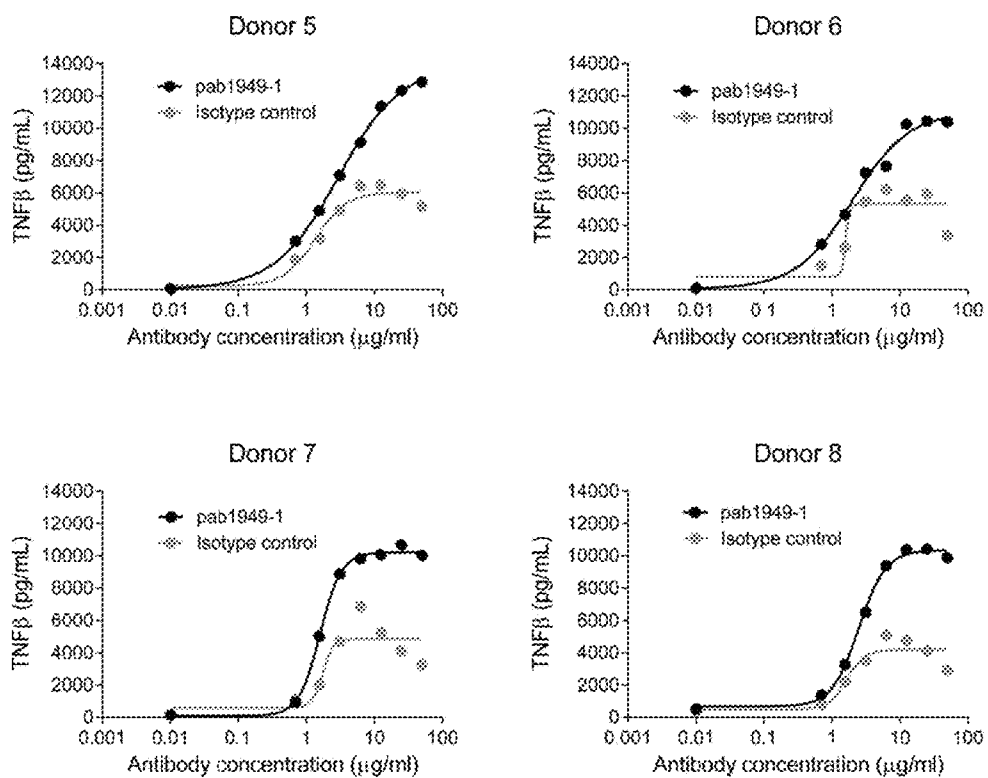 Donor 5
14000
12000
10000
8000
6000
4000
2000
0
TNFβ (pg/mL)
pab1949-1
Isotype control
0.001 0.01 0.1 1 10 100
Antibody concentration (μg/ml)
Donor 6
14000
12000
10000
8000
6000
4000
2000
0
TNFβ (pg/mL)
pab1949-1
Isotype control
0.001 0.01 0.1 1 10 100
Antibody concentration (μg/ml)
Donor 7
14000
12000
10000
8000
6000
4000
2000
0
TNFβ (pg/mL)
pab1949-1
Isotype control
0.001 0.01 0.1 1 10 100
Antibody concentration (μg/ml)
Donor 8
14000
12000
10000
8000
6000
4000
2000
0
TNFβ (pg/mL)
pab1949-1
Isotype control
0.001 0.01 0.1 1 10 100
Antibody concentration (μg/ml)